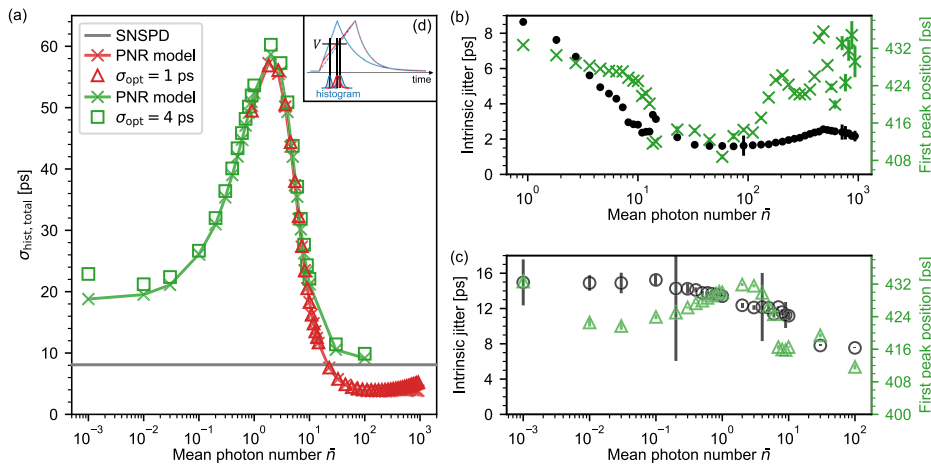 (a)
SNSPD
PNR model
σopt = 1 ps
PNR model
σopt = 4 ps
(d)
V
time
histogram
60
50
40
30
20
10
0
σhist, total [ps]
10⁻³ 10⁻² 10⁻¹ 10⁰ 10¹ 10² 10³
Mean photon number n̄
(b)
8
6
4
2
0
Intrinsic jitter [ps]
432
424
416
408
First peak position [ps]
10⁰ 10¹ 10² 10³
Mean photon number n̄
(c)
16
12
8
4
0
Intrinsic jitter [ps]
432
424
416
408
400
First peak position [ps]
10⁻³ 10⁻² 10⁻¹ 10⁰ 10¹ 10²
Mean photon number n̄